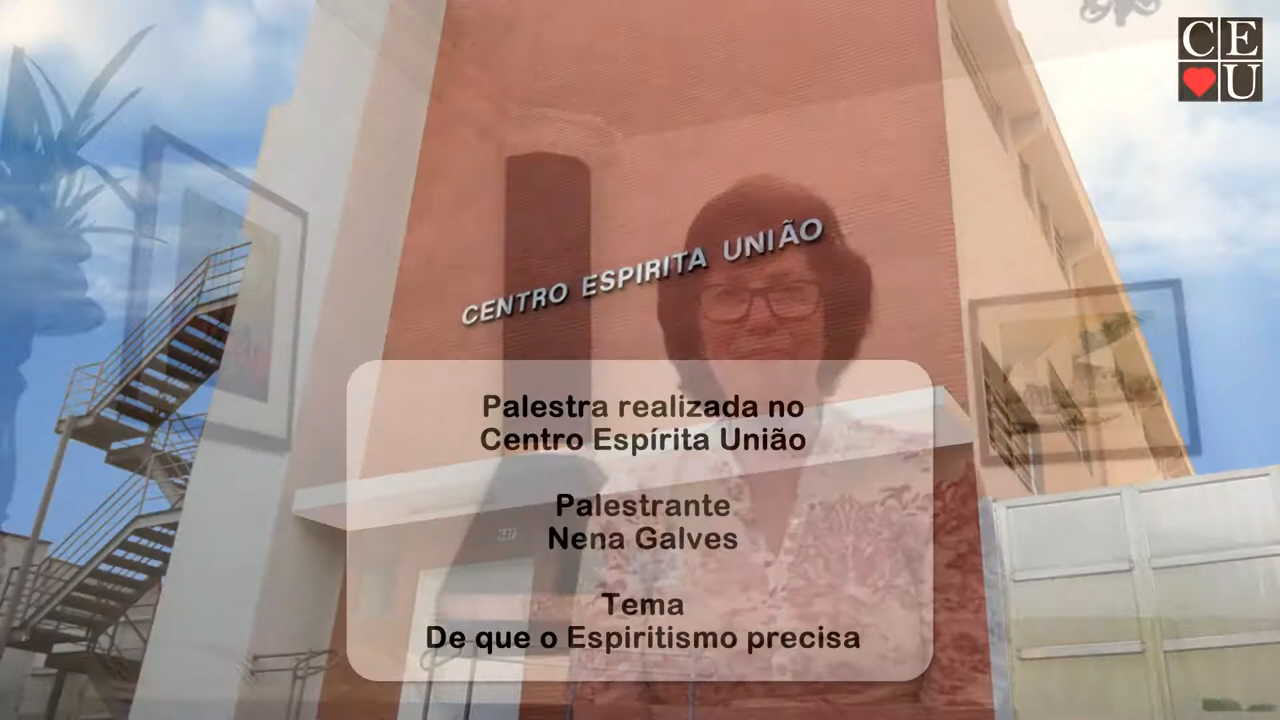 CE
U
CENTRO ESPIRITA UNIÃO
Palestra realizada no
Centro Espírita União
Palestrante
Nena Galves
Tema
De que o Espiritismo precisa